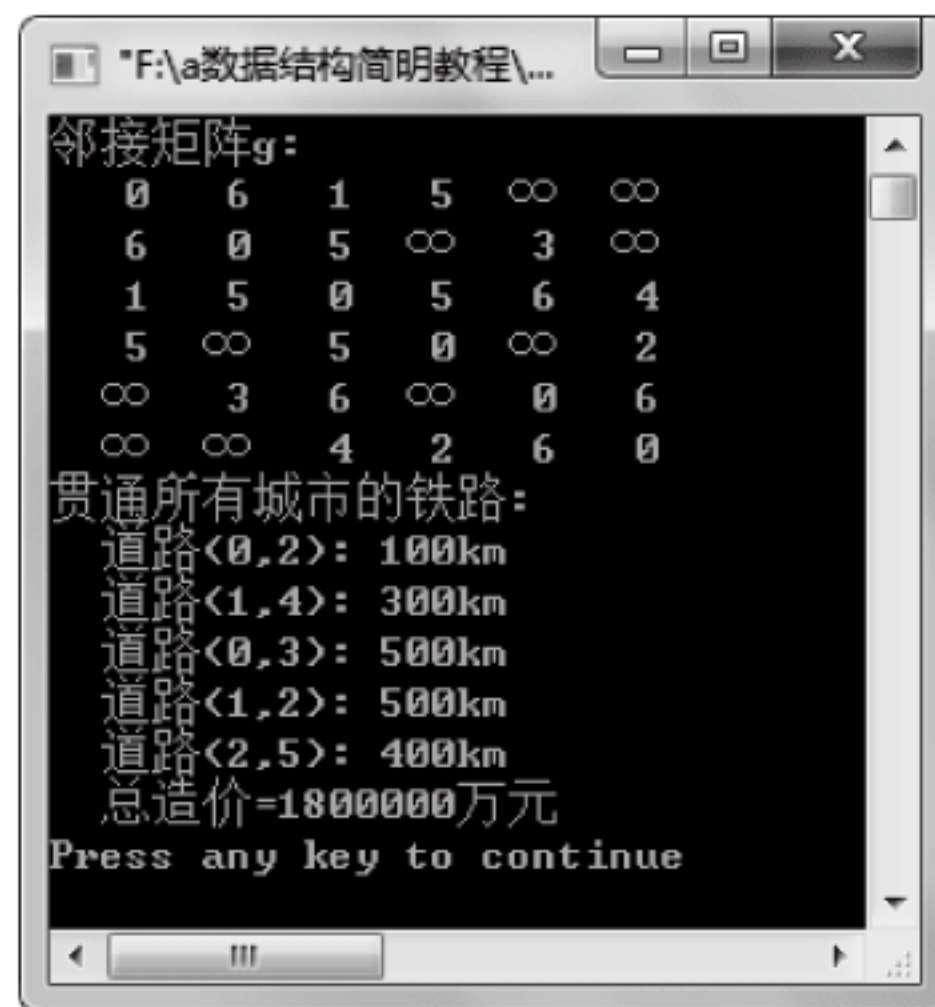 "F:\a数据结构简明教程\...
邻接矩阵g:
0 6 1 5 ∞ ∞
6 0 5 ∞ 3 ∞
1 5 0 5 6 4
5 ∞ 5 0 ∞ 2
∞ 3 6 ∞ 0 6
∞ ∞ 4 2 6 0
贯通所有城市的铁路:
道路(0,2): 100km
道路(1,4): 300km
道路(0,3): 500km
道路(1,2): 500km
道路(2,5): 400km
总造价=1800000万元
Press any key to continue